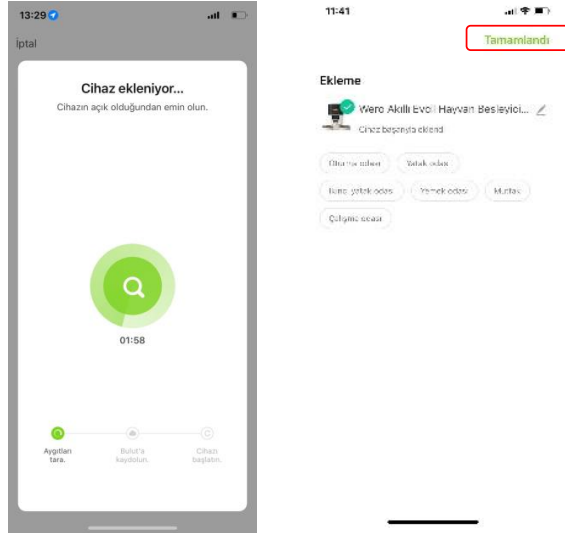 13:29
İptal
Cihaz ekleniyor...
Cihazın açık olduğundan emin olun.
01:58
Aygıtları
tara.
Bulut'a
kaydolun.
Cihazı
başlatın.
11:41
Tamamlandı
Ekleme
Wero Akıllı Evcil Hayvan Besleyici...
Cihaz başarıyla eklendi
Oturma odası
Yatak odası
İkinci yatak odası
Yemek odası
Mutfak
Çalışma odası